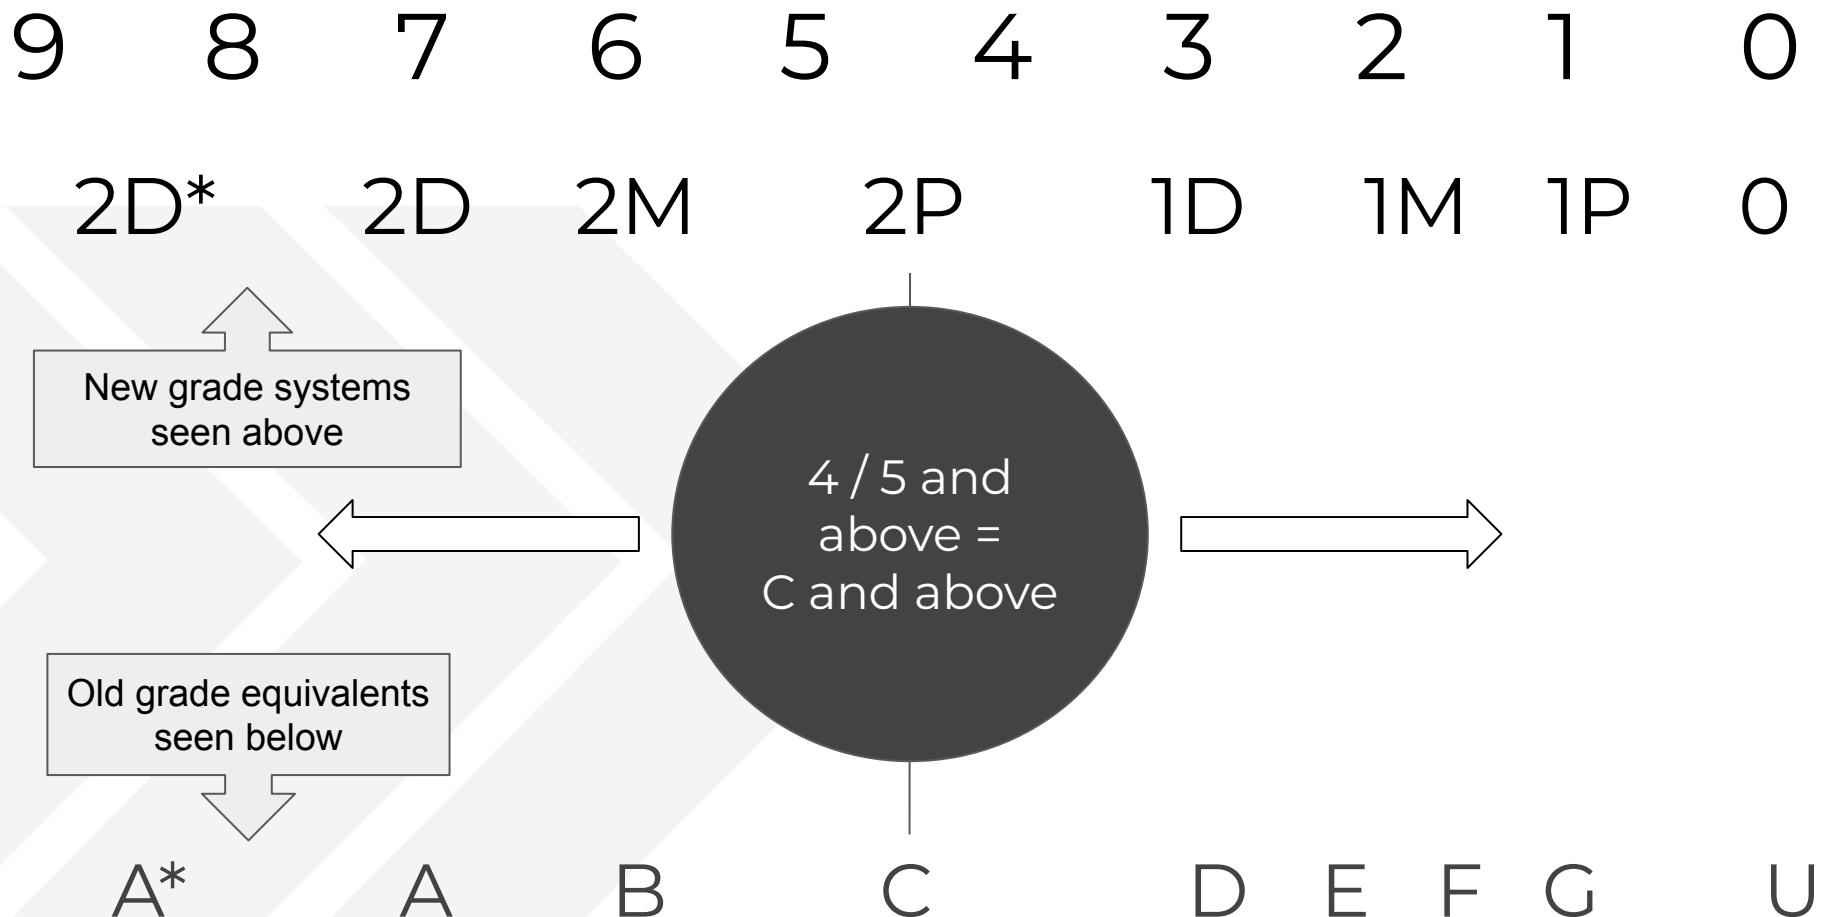 9 8 7 6 5 4 3 2 1 0
2D* 2D 2M 2P 1D 1M 1P 0
New grade systems
seen above
4 / 5 and
above =
C and above
Old grade equivalents
seen below
A* A B C D E F G U